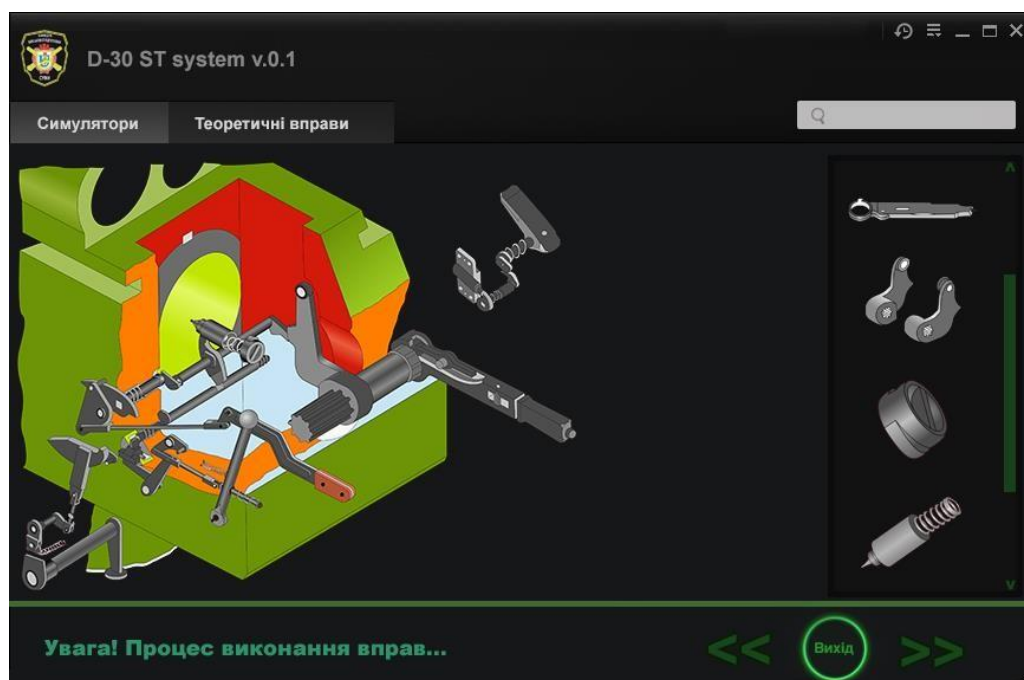 D-30 ST system v.0.1
Симулятори
Теоретичні вправи
Увага! Процес виконання вправ...
<<
Вихід
>>